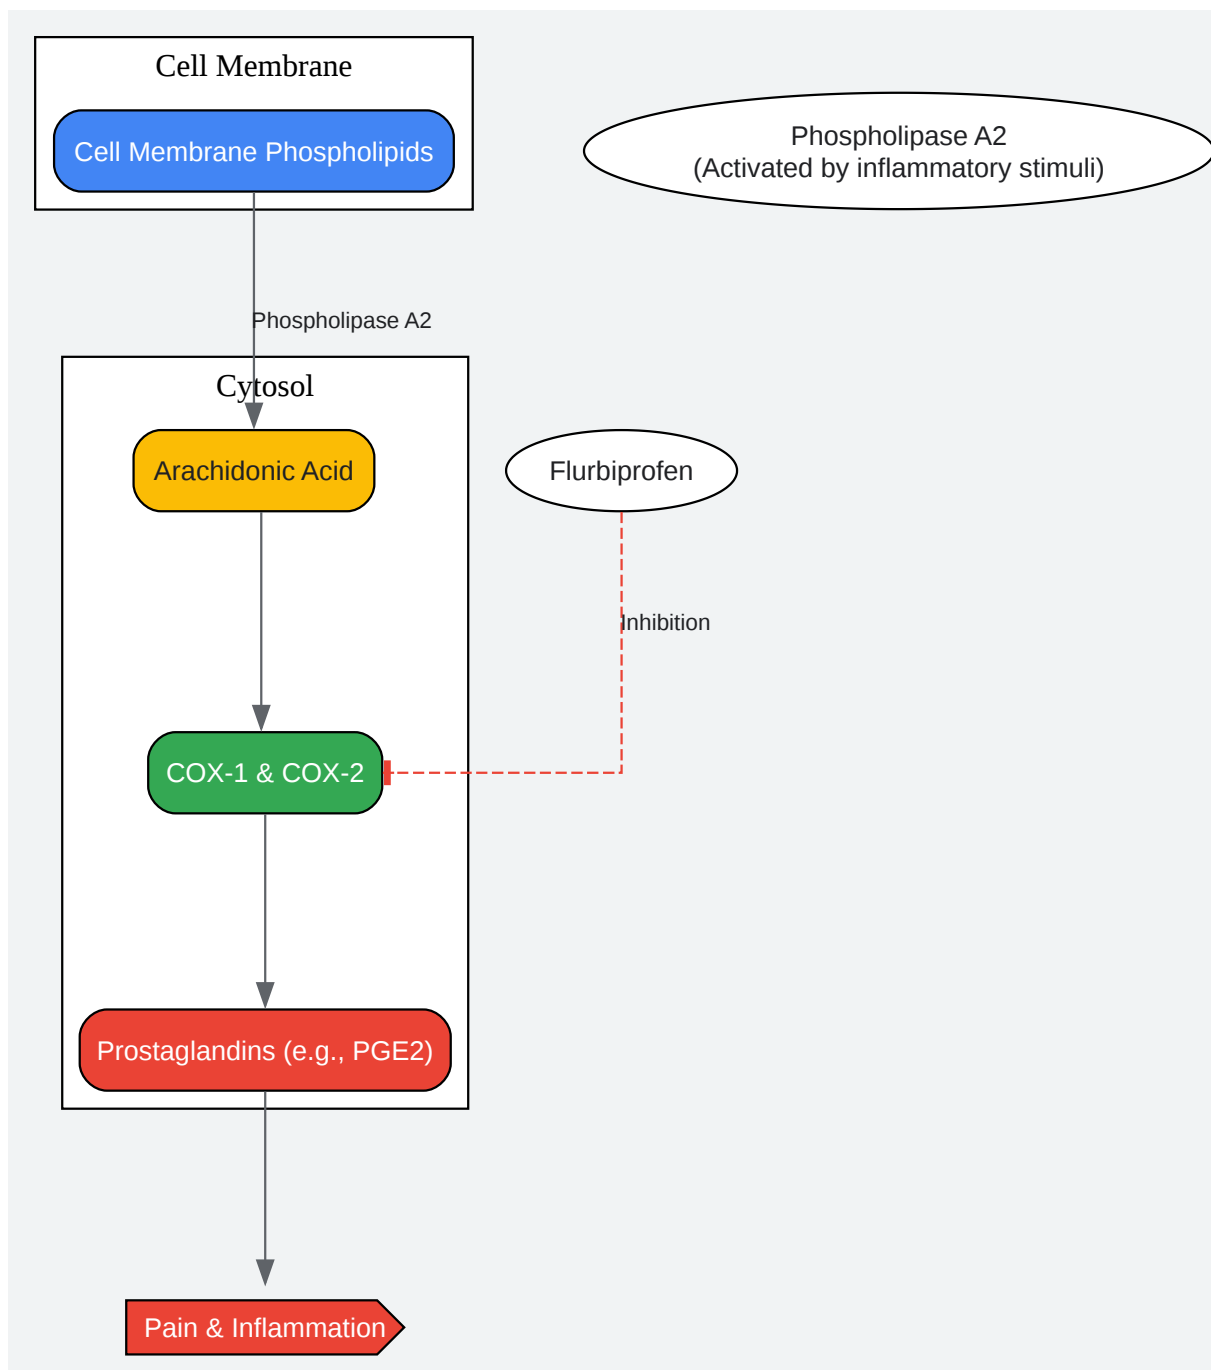 Cell Membrane
Cell Membrane Phospholipids
Phospholipase A2
(Activated by inflammatory stimuli)
Phospholipase A2
Cytosol
Arachidonic Acid
Flurbiprofen
Inhibition
COX-1 & COX-2
Prostaglandins (e.g., PGE2)
Pain & Inflammation